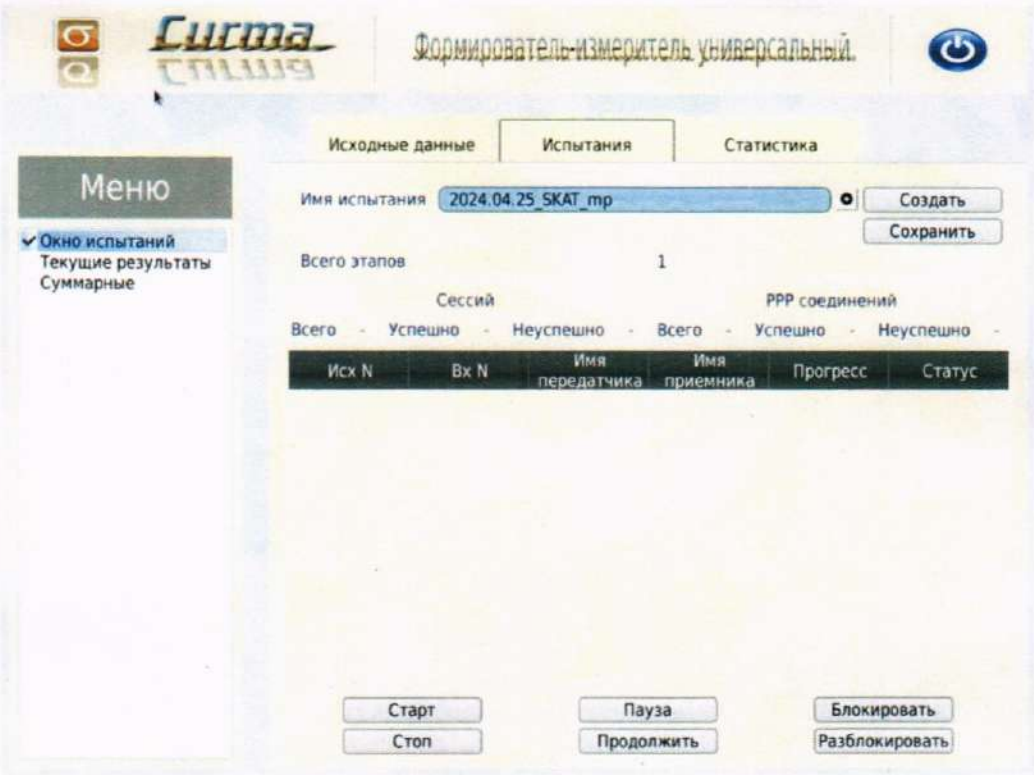 Сигма
Формирователь-измеритель универсальный.
Исходные данные Испытания Статистика
Меню
Окно испытаний
Текущие результаты
Суммарные
Имя испытания 2024.04.25_SKAT_mp Создать
Сохранить
Всего этапов 1
Сессий PPP соединений
Всего - Успешно - Неуспешно - Всего - Успешно - Неуспешно -
Исх N Вх N Имя передатчика Имя приемника Прогресс Статус
Старт Пауза Блокировать
Стоп Продолжить Разблокировать